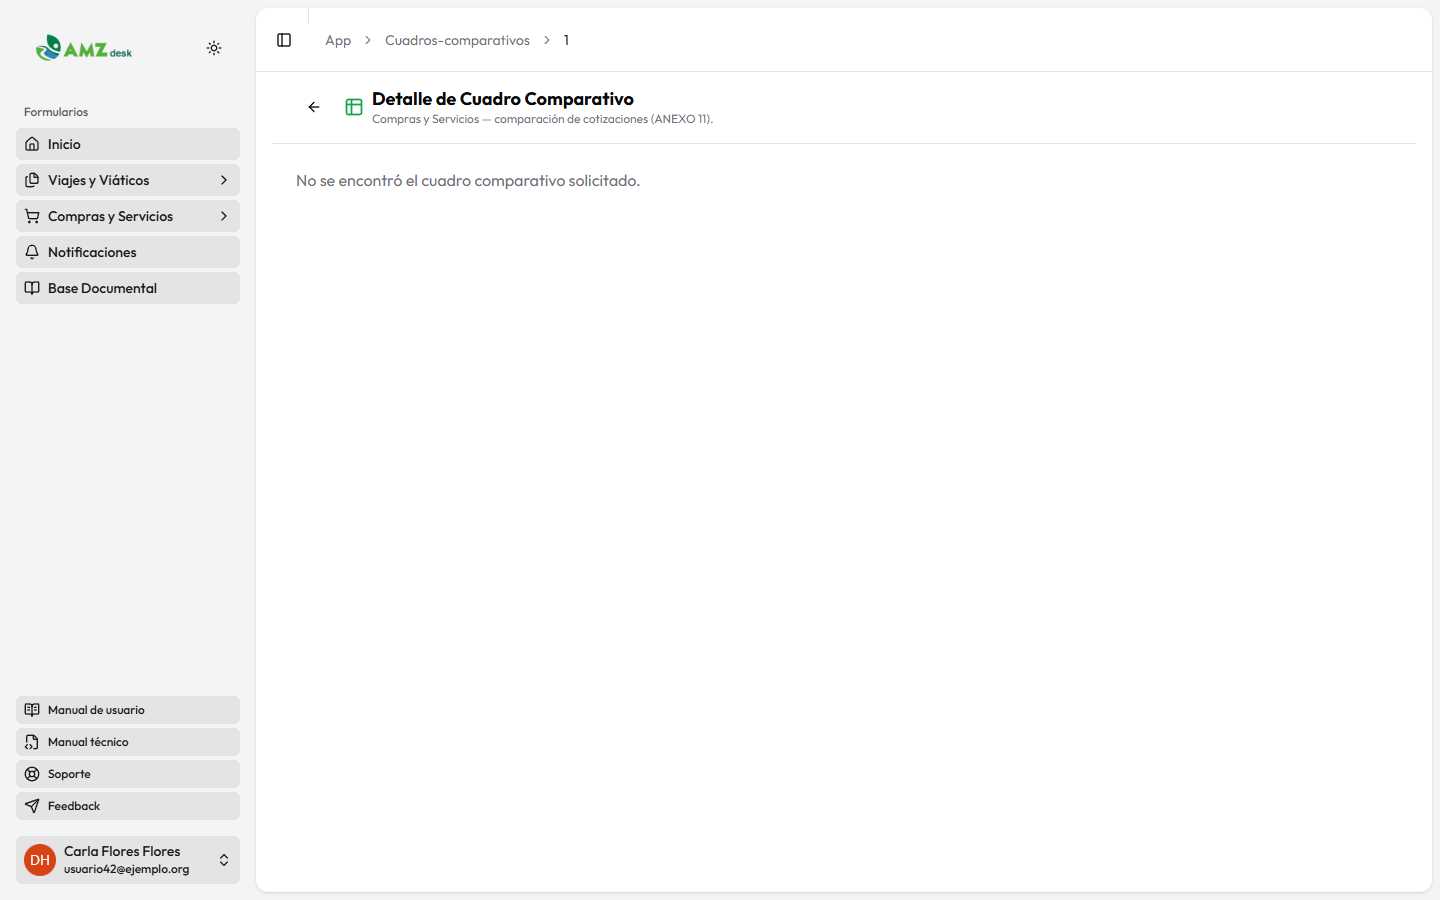 AMZ desk
Formularios
Inicio
Viajes y Viáticos
Compras y Servicios
Notificaciones
Base Documental
Manual de usuario
Manual técnico
Soporte
Feedback
DH
Carla Flores Flores
usuario42@ejemplo.org
App
Cuadros-comparativos
1
Detalle de Cuadro Comparativo
Compras y Servicios — comparación de cotizaciones (ANEXO 11).
No se encontró el cuadro comparativo solicitado.